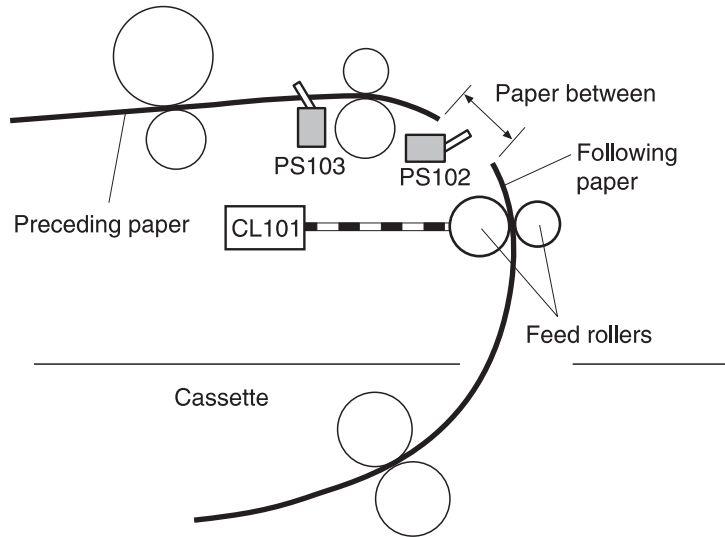 Paper between
PS103
PS102
Following
paper
Preceding paper
CL101
Feed rollers
Cassette